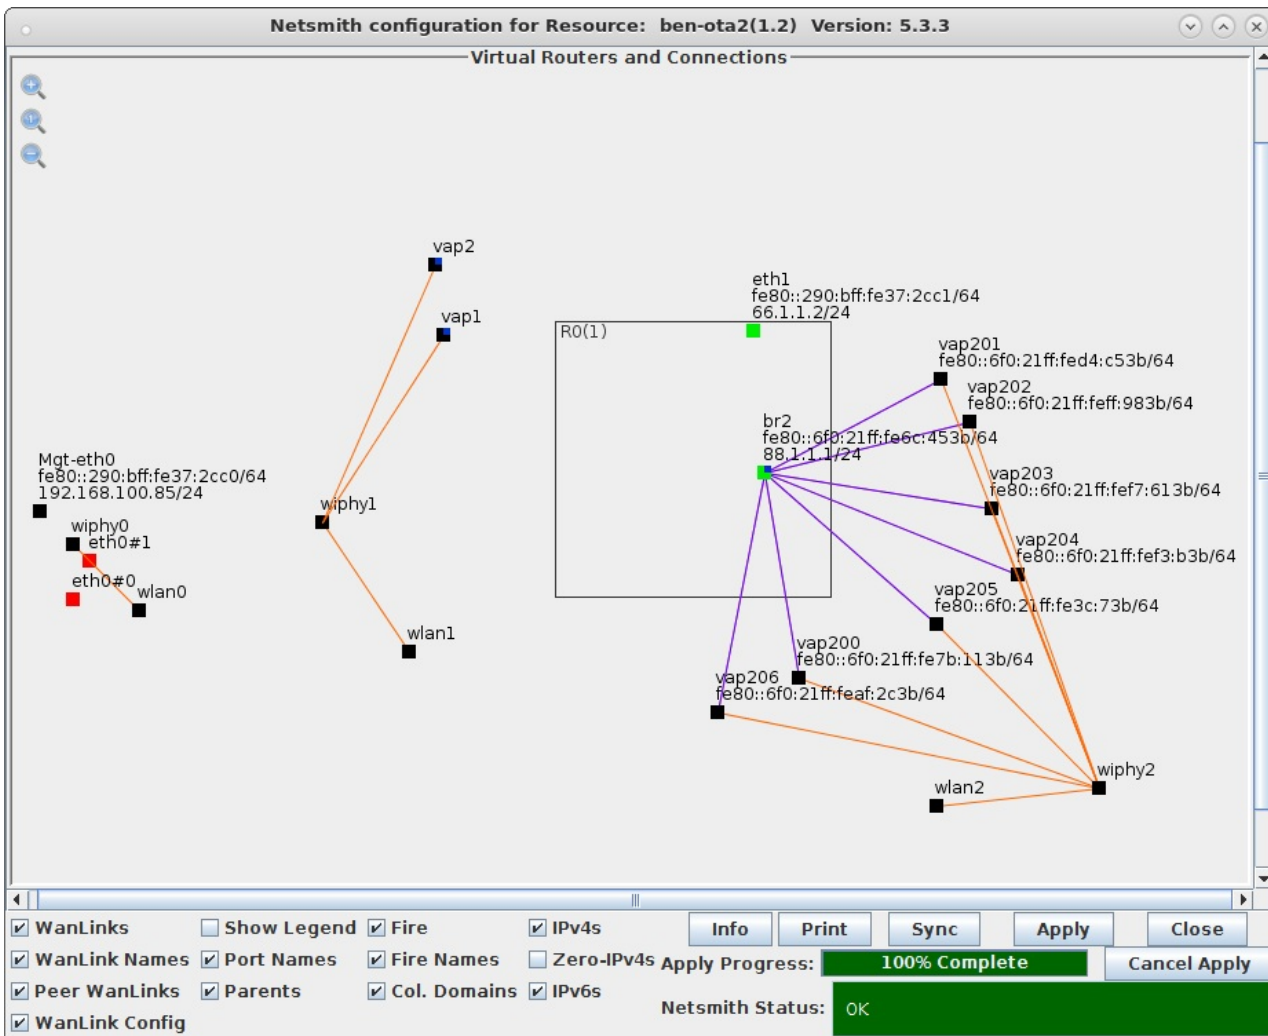 Netsmith configuration for Resource:  ben-ota2(1.2)  Version: 5.3.3
Virtual Routers and Connections
vap2
vap1
eth1
fe80::290:bff:fe37:2cc1/64
66.1.1.2/24
R0(1)
vap201
fe80::6f0:21ff:fed4:c53b/64
vap202
fe80::6f0:21ff:feff:983b/64
br2
fe80::6f0:21ff:fe6c:453b/64
88.1.1.1/24
Mgt-eth0
fe80::290:bff:fe37:2cc0/64
192.168.100.85/24
vap203
fe80::6f0:21ff:fef7:613b/64
wiphy1
wiphy0
eth0#1
vap204
fe80::6f0:21ff:fef3:b3b/64
eth0#0
wlan0
vap205
fe80::6f0:21ff:fe3c:73b/64
wlan1
vap200
fe80::6f0:21ff:fe7b:113b/64
vap206
fe80::6f0:21ff:feaf:2c3b/64
wiphy2
wlan2
WanLinks Show Legend Fire IPv4s Info Print Sync Apply Close
WanLink Names Port Names Fire Names Zero-IPv4s Apply Progress: 100% Complete Cancel Apply
Peer WanLinks Parents Col. Domains IPv6s
Netsmith Status: OK
WanLink Config